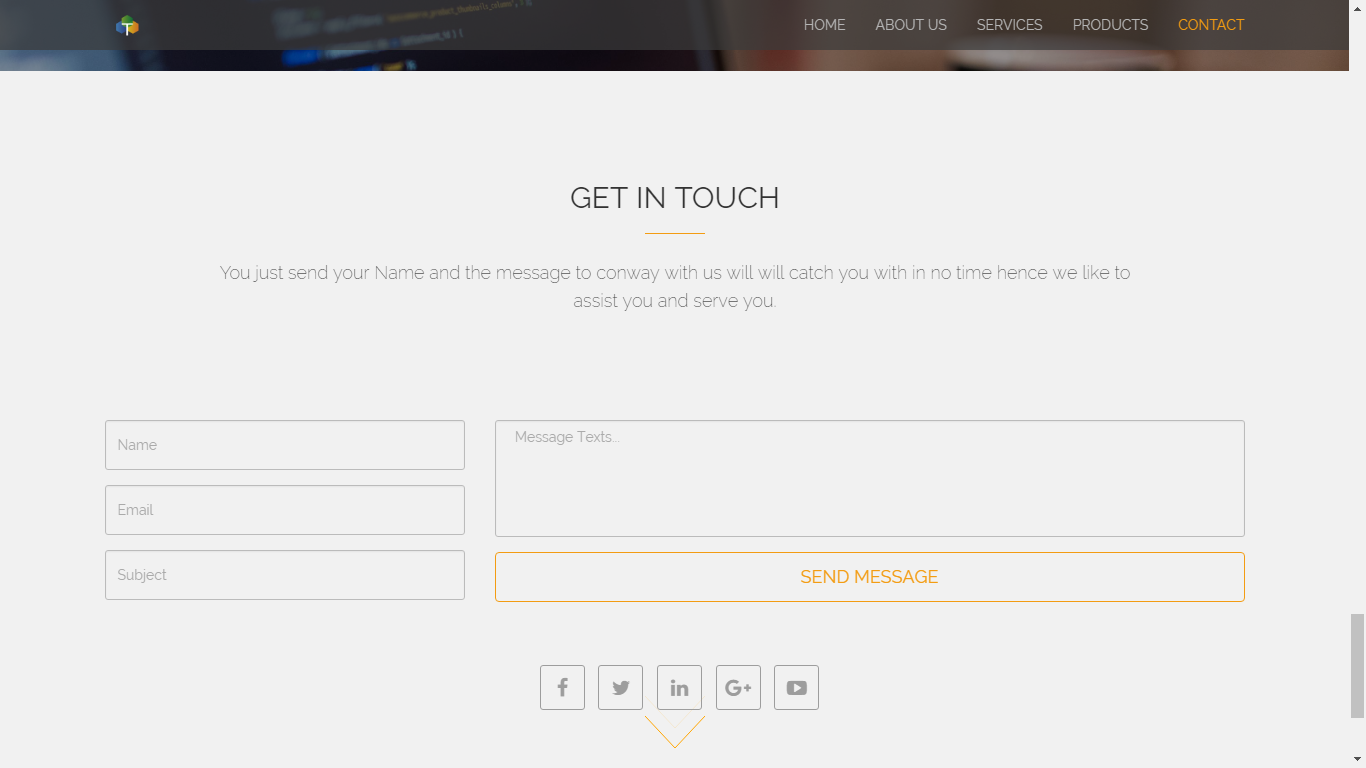 HOME ABOUT US SERVICES PRODUCTS CONTACT
GET IN TOUCH
You just send your Name and the message to conway with us will will catch you with in no time hence we like to
assist you and serve you.
Name
Email
Subject
Message Texts...
SEND MESSAGE